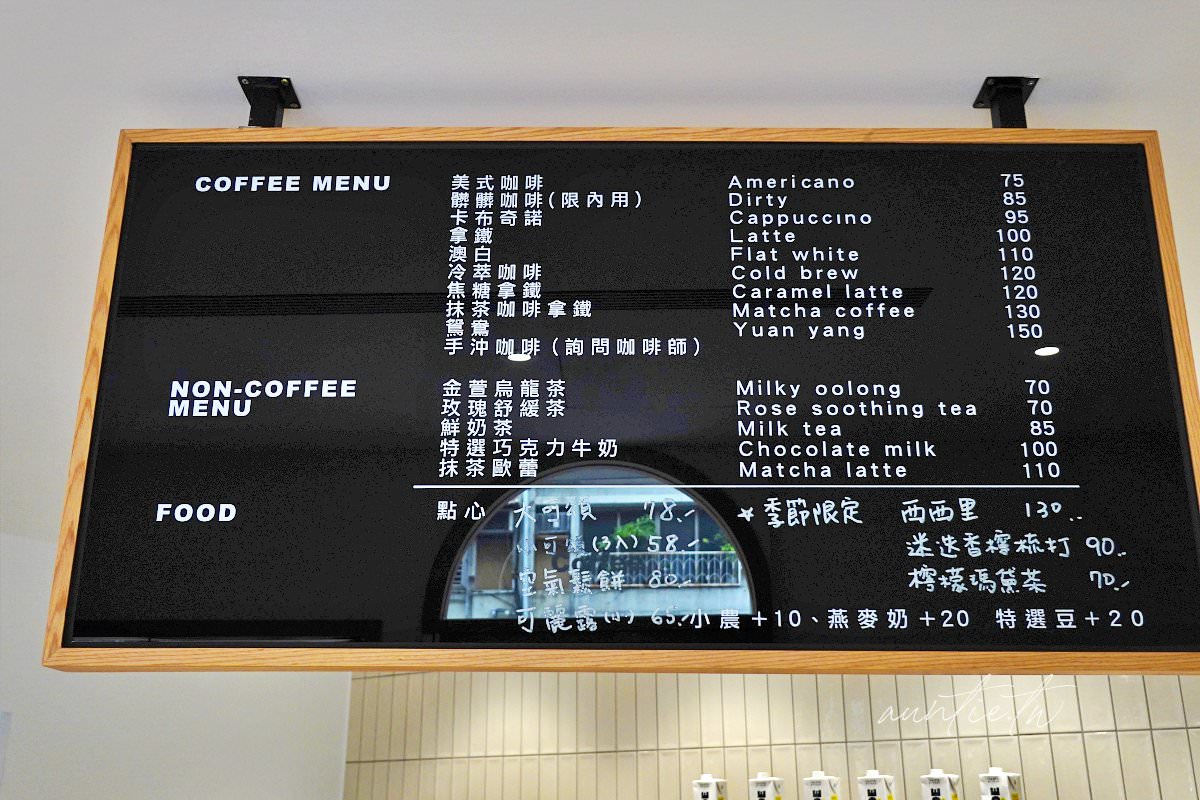 COFFEE MENU 美式咖啡 Americano 75
髒髒咖啡(限內用) Dirty 85
卡布奇諾 Cappuccino 95
拿鐵 Latte 100
澳白 Flat white 110
冷萃咖啡 Cold brew 120
焦糖拿鐵 Caramel latte 120
抹茶咖啡拿鐵 Matcha coffee 130
鴛鴦 Yuan yang 150
手沖咖啡(詢問咖啡師)
NON-COFFEE MENU 金萱烏龍茶 Milky oolong 70
玫瑰舒緩茶 Rose soothing tea 70
鮮奶茶 Milk tea 85
特選巧克力牛奶 Chocolate milk 100
抹茶歐蕾 Matcha latte 110
FOOD 點心 大可頌 78.- ☆季節限定 西西里 130..
小可頌(3入) 58.- 迷迭香檸梳打 90..
空氣鬆餅 80.- 檸檬瑪黛茶 70.-
可麗露(小) 65.- 小農+10、燕麥奶+20 特選豆+20
auntie.tw